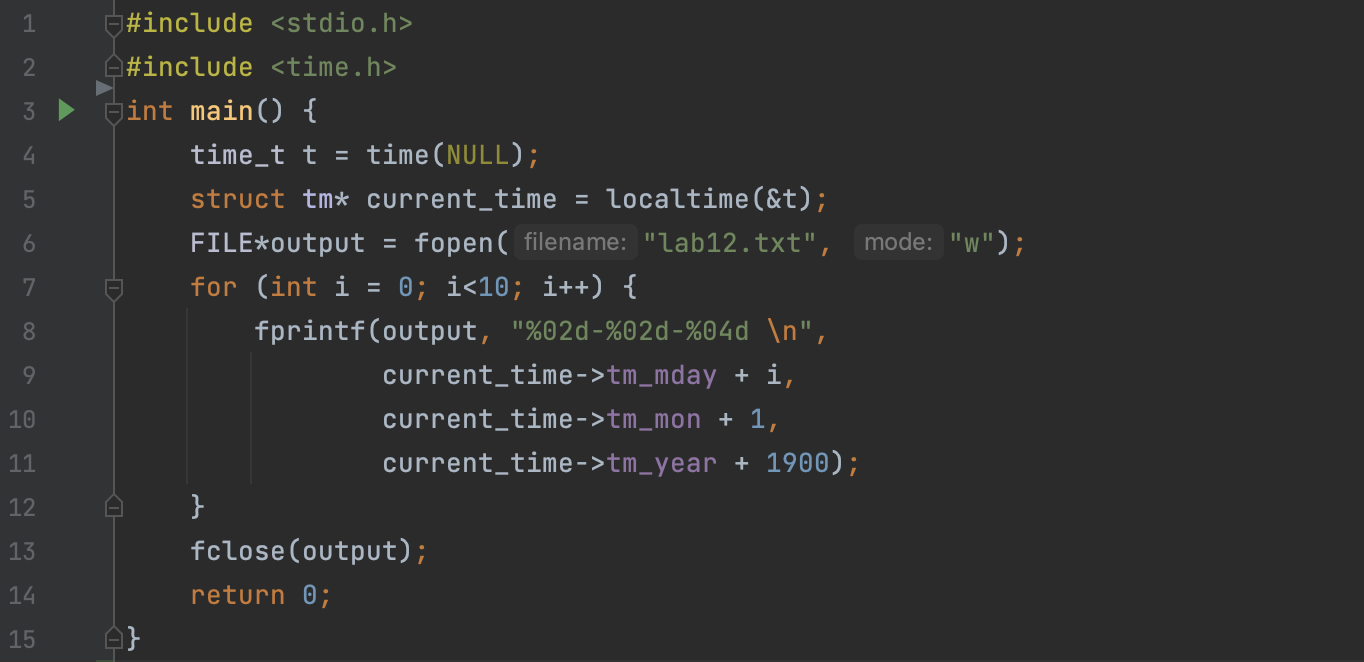 1 #include <stdio.h>
2 #include <time.h>
3 int main() {
4 time_t t = time(NULL);
5 struct tm* current_time = localtime(&t);
6 FILE*output = fopen( filename: "lab12.txt", mode: "w");
7 for (int i = 0; i<10; i++) {
8 fprintf(output, "%02d-%02d-%04d \n",
9 current_time->tm_mday + i,
10 current_time->tm_mon + 1,
11 current_time->tm_year + 1900);
12 }
13 fclose(output);
14 return 0;
15 }